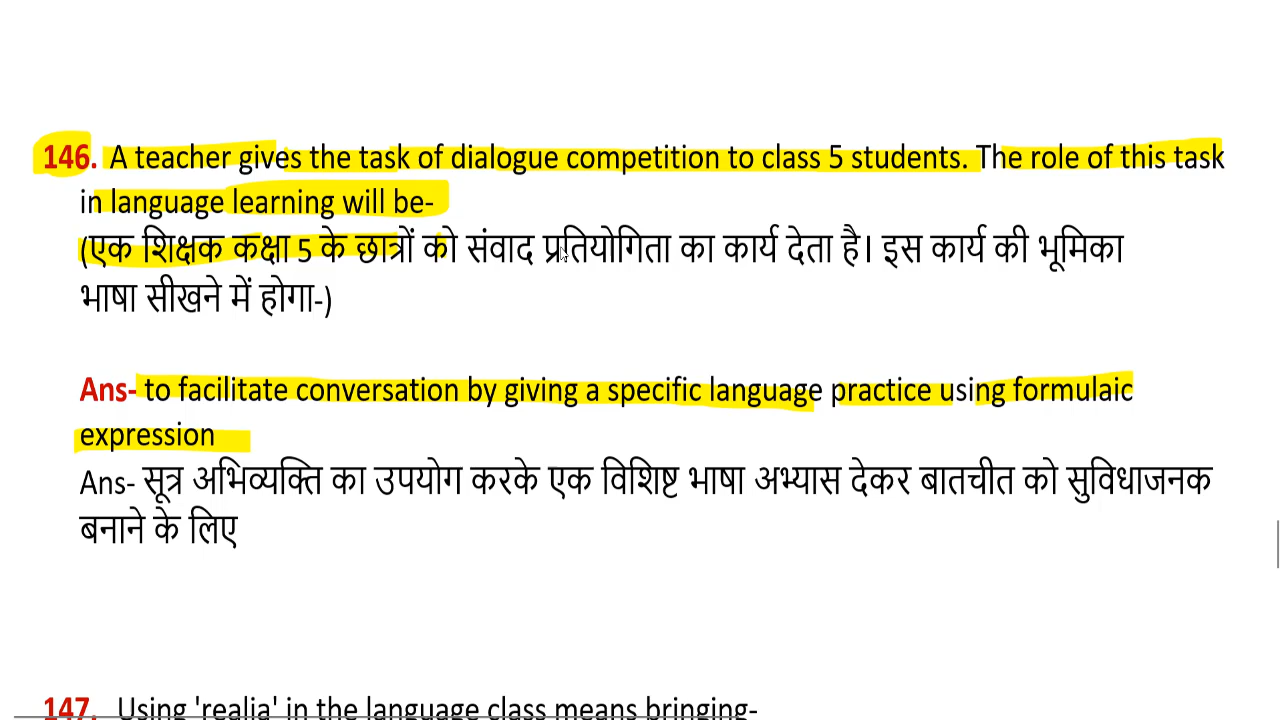 146. A teacher gives the task of dialogue competition to class 5 students. The role of this task
in language learning will be-
(एक शिक्षक कक्षा 5 के छात्रों को संवाद प्रतियोगिता का कार्य देता है। इस कार्य की भूमिका
भाषा सीखने में होगा-)
Ans- to facilitate conversation by giving a specific language practice using formulaic
expression
Ans- सूत्र अभिव्यक्ति का उपयोग करके एक विशिष्ट भाषा अभ्यास देकर बातचीत को सुविधाजनक
बनाने के लिए
147. Using 'realia' in the language class means bringing-